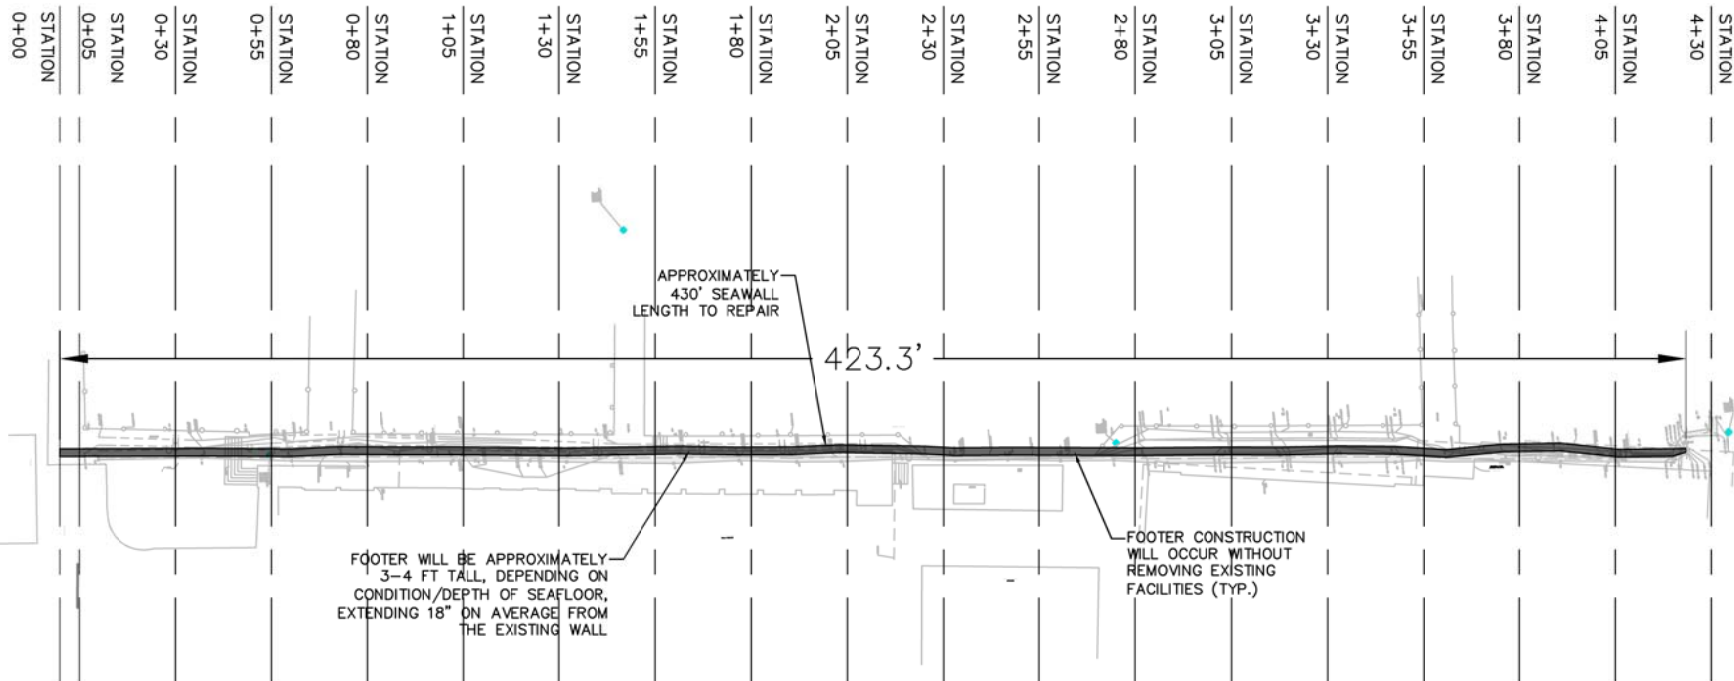 STATION
0+00
STATION
0+05
STATION
0+30
STATION
0+55
STATION
0+80
STATION
1+05
STATION
1+30
STATION
1+55
STATION
1+80
STATION
2+05
STATION
2+30
STATION
2+55
STATION
2+80
STATION
3+05
STATION
3+30
STATION
3+55
STATION
3+80
STATION
4+05
STATION
4+30
APPROXIMATELY
430' SEAWALL
LENGTH TO REPAIR
423.3'
FOOTER WILL BE APPROXIMATELY
3-4 FT TALL, DEPENDING ON
CONDITION/DEPTH OF SEAFLOOR,
EXTENDING 18" ON AVERAGE FROM
THE EXISTING WALL
FOOTER CONSTRUCTION
WILL OCCUR WITHOUT
REMOVING EXISTING
FACILITIES (TYP.)